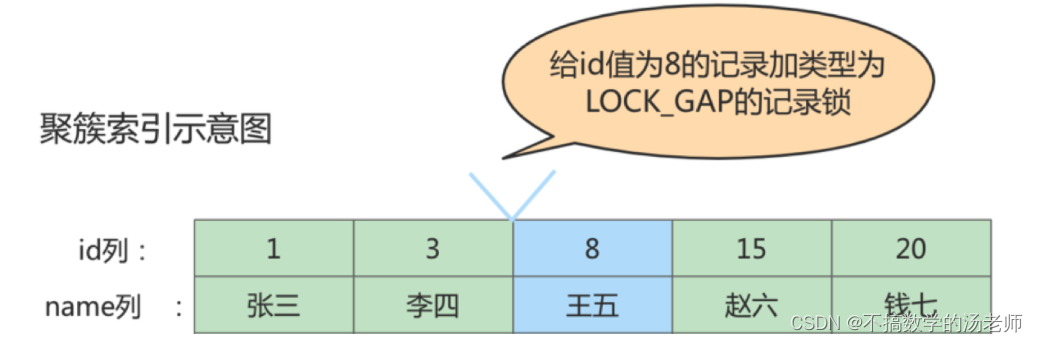 给id值为8的记录加类型为
LOCK_GAP的记录锁
聚簇索引示意图
id列： 1 3 8 15 20
name列 ： 张三 李四 王五 赵六 钱七
CSDN @不搞数学的汤老师